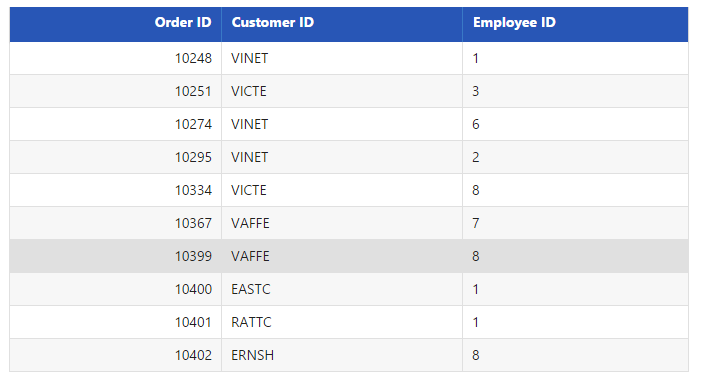 Order ID Customer ID Employee ID
10248 VINET 1
10251 VICTE 3
10274 VINET 6
10295 VINET 2
10334 VICTE 8
10367 VAFFE 7
10399 VAFFE 8
10400 EASTC 1
10401 RATTC 1
10402 ERNSH 8